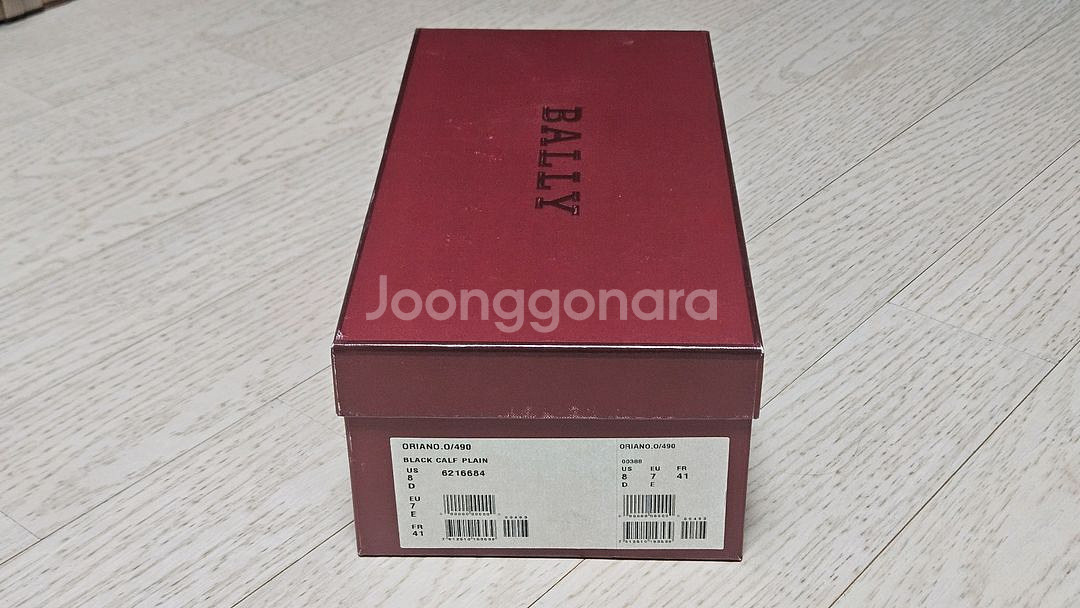 BALLY
Joonggonara
ORIANO.O/490
BLACK CALF PLAIN
US
8 6216684
D
EU
7
E
FR
41
ORIANO.O/490
00388
US EU FR
8 7 41
D E